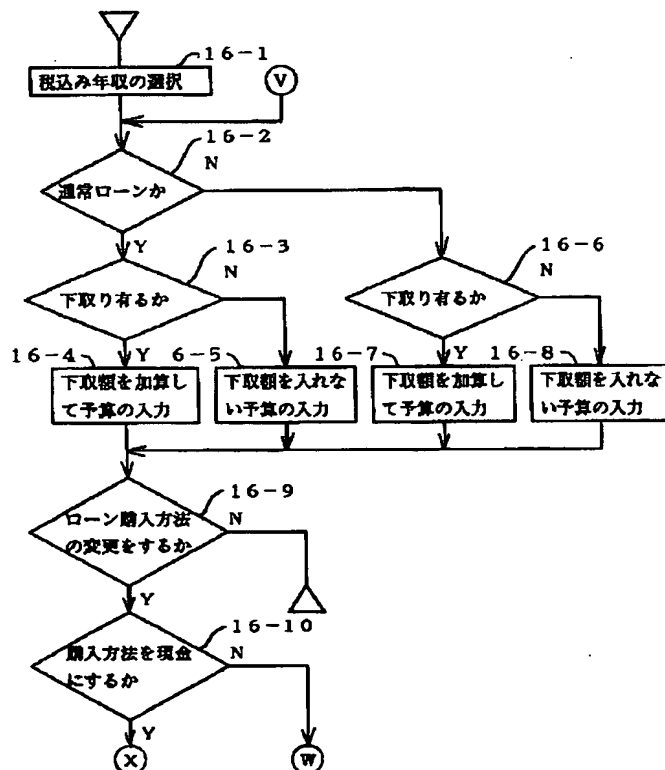 16-1
税込み年収の選択
V
16-2
N
通常ローンか
Y
16-3
N
下取り有るか
16-6
N
下取り有るか
16-4
Y
6-5
16-7
Y
16-8
下取額を加算し
て予算の入力
下取額を入れな
い予算の入力
下取額を加算し
て予算の入力
下取額を入れな
い予算の入力
16-9
N
ローン購入方法
の変更をするか
Y
16-10
N
購入方法を現金
にするか
Y
X
W